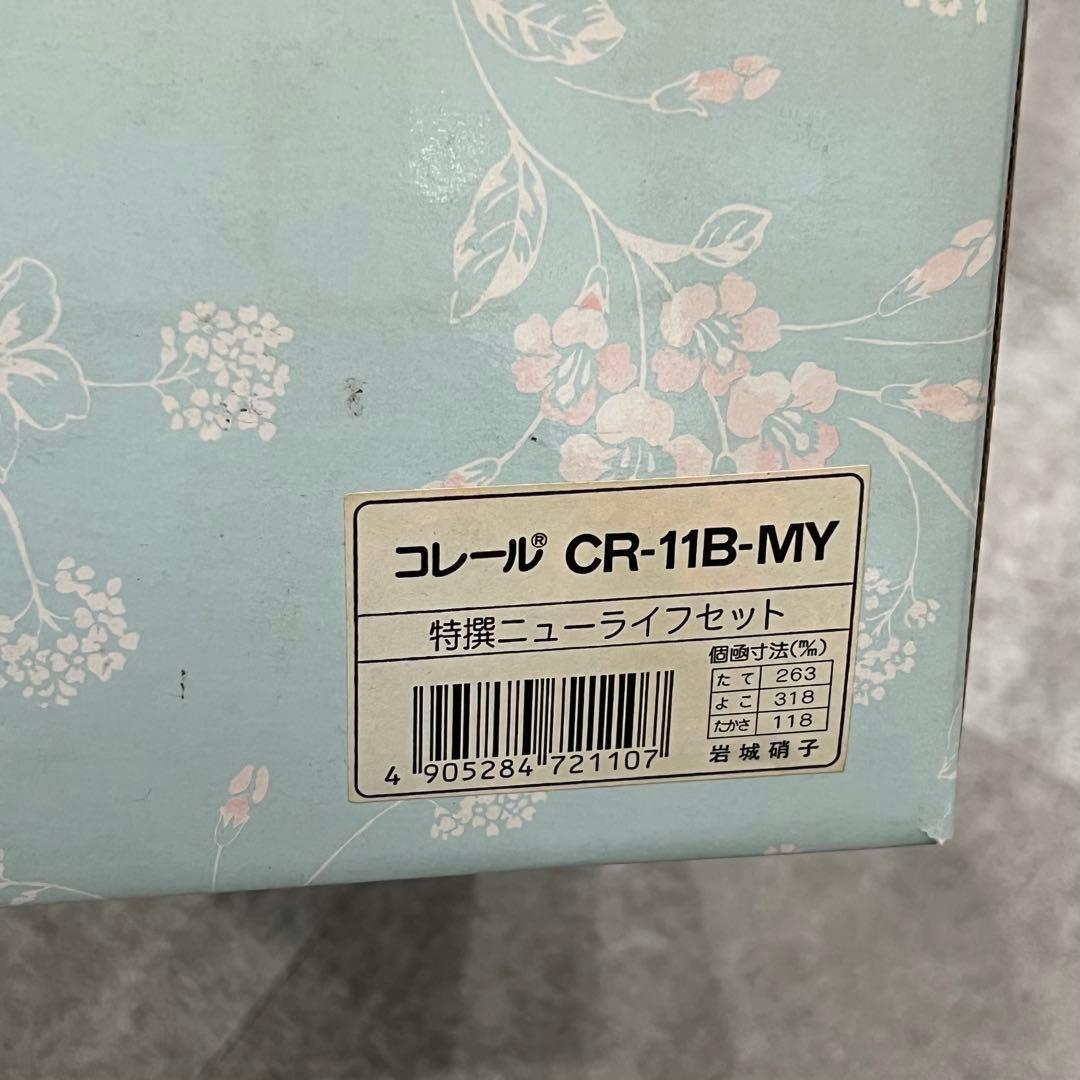 コレール® CR-11B-MY
特撰ニューライフセット
個函寸法(m/m)
たて 263
よこ 318
たかさ 118
岩城硝子
4 905284 721107